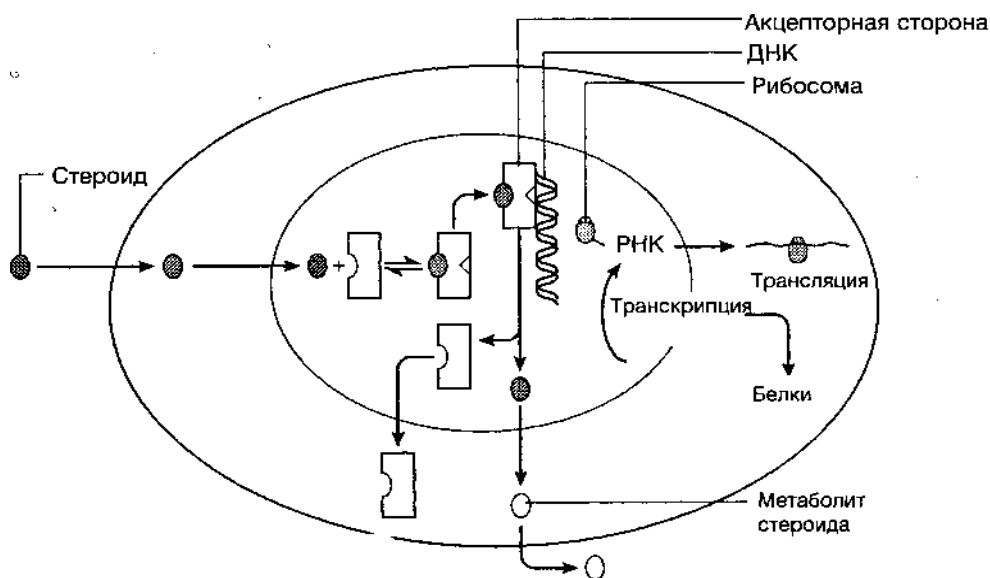 Акцепторная сторона
ДНК
Рибосома
Стероид
+
РНК
Трансляция
Транскрипция
Белки
Метаболит
стероида